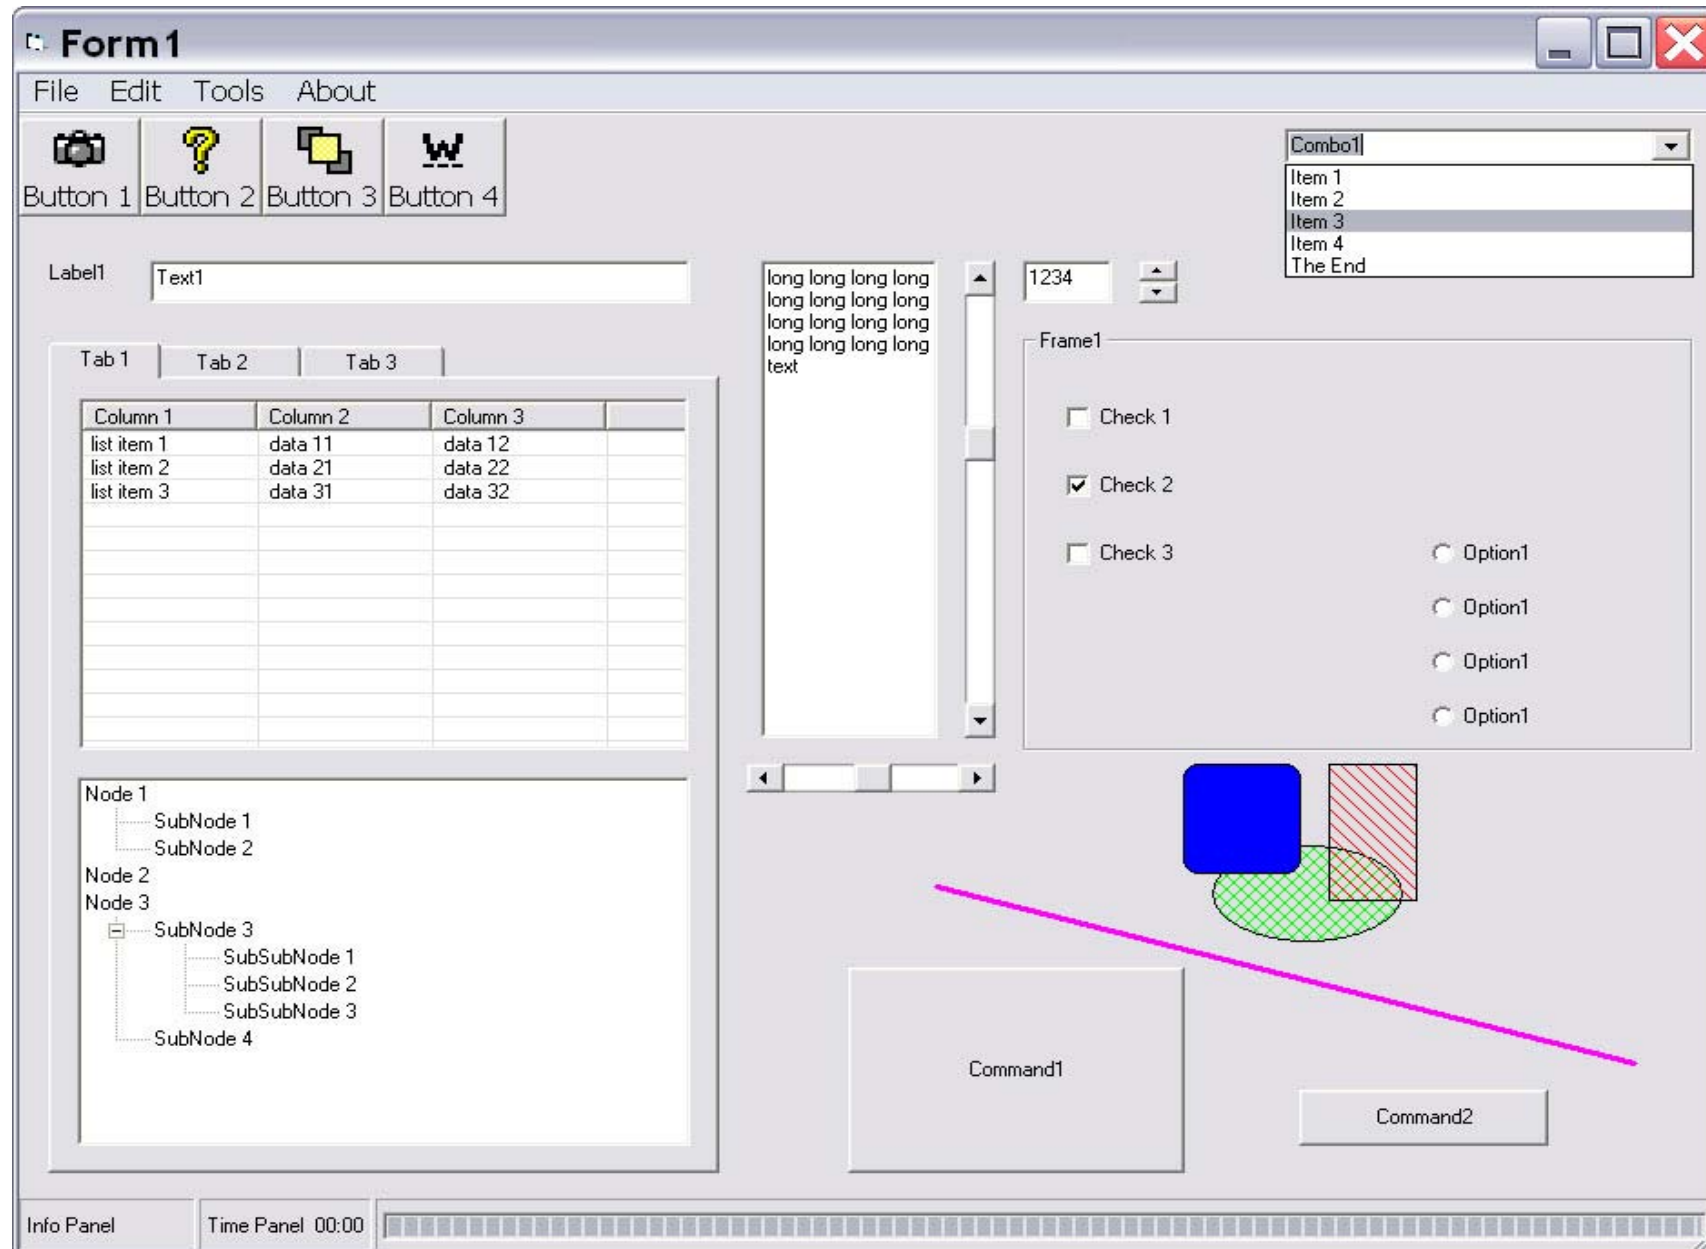 Form1
File Edit Tools About
Button 1 Button 2 Button 3 Button 4
Combo1
Item 1
Item 2
Item 3
Item 4
The End
Label1 Text1
long long long long
long long long long
long long long long
long long long long
text
1234
Tab 1 Tab 2 Tab 3
Column 1 Column 2 Column 3
list item 1 data 11 data 12
list item 2 data 21 data 22
list item 3 data 31 data 32
Frame1
Check 1
Check 2
Check 3
Option1
Option1
Option1
Option1
Node 1
SubNode 1
SubNode 2
Node 2
Node 3
SubNode 3
SubSubNode 1
SubSubNode 2
SubSubNode 3
SubNode 4
Command1
Command2
Info Panel Time Panel 00:00